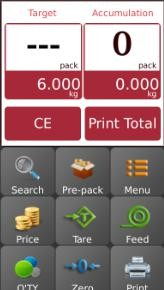 Target Accumulation
--- 0
pack pack
6.000 0.000
kg kg
CE Print Total
Search Pre-pack Menu
Price Tare Feed
Q'TY Zero Print